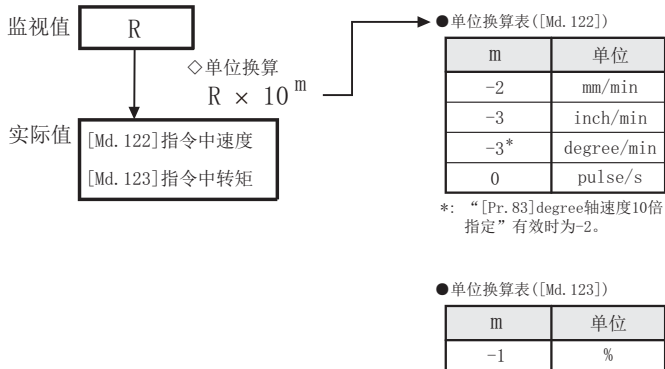 监视值 R
◇单位换算
R × 10 m
实际值
[Md.122]指令中速度
[Md.123]指令中转矩
●单位换算表([Md.122])
m 单位
-2 mm/min
-3 inch/min
-3* degree/min
0 pulse/s
*: “[Pr.83]degree轴速度10倍
指定”有效时为-2。
●单位换算表([Md.123])
m 单位
-1 %